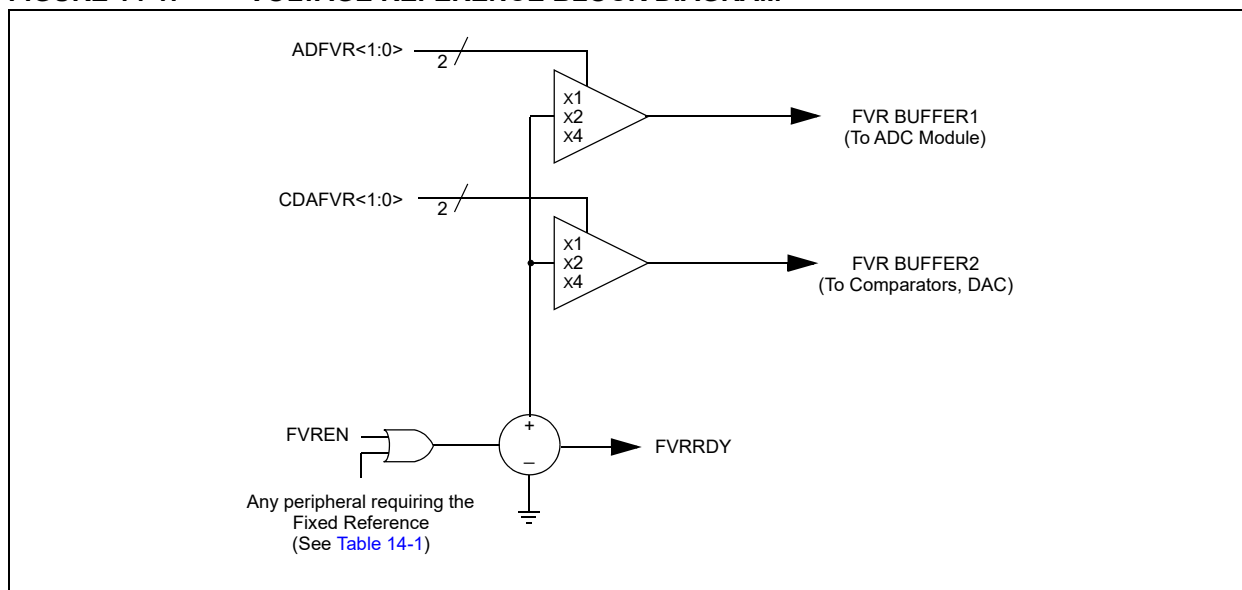 ADFVR<1:0>
2
X1
X2
X4
FVR BUFFER1
(To ADC Module)
CDAFVR<1:0>
2
X1
X2
X4
FVR BUFFER2
(To Comparators, DAC)
FVREN
+
_
FVRRDY
Any peripheral requiring the
Fixed Reference
(See Table 14-1)